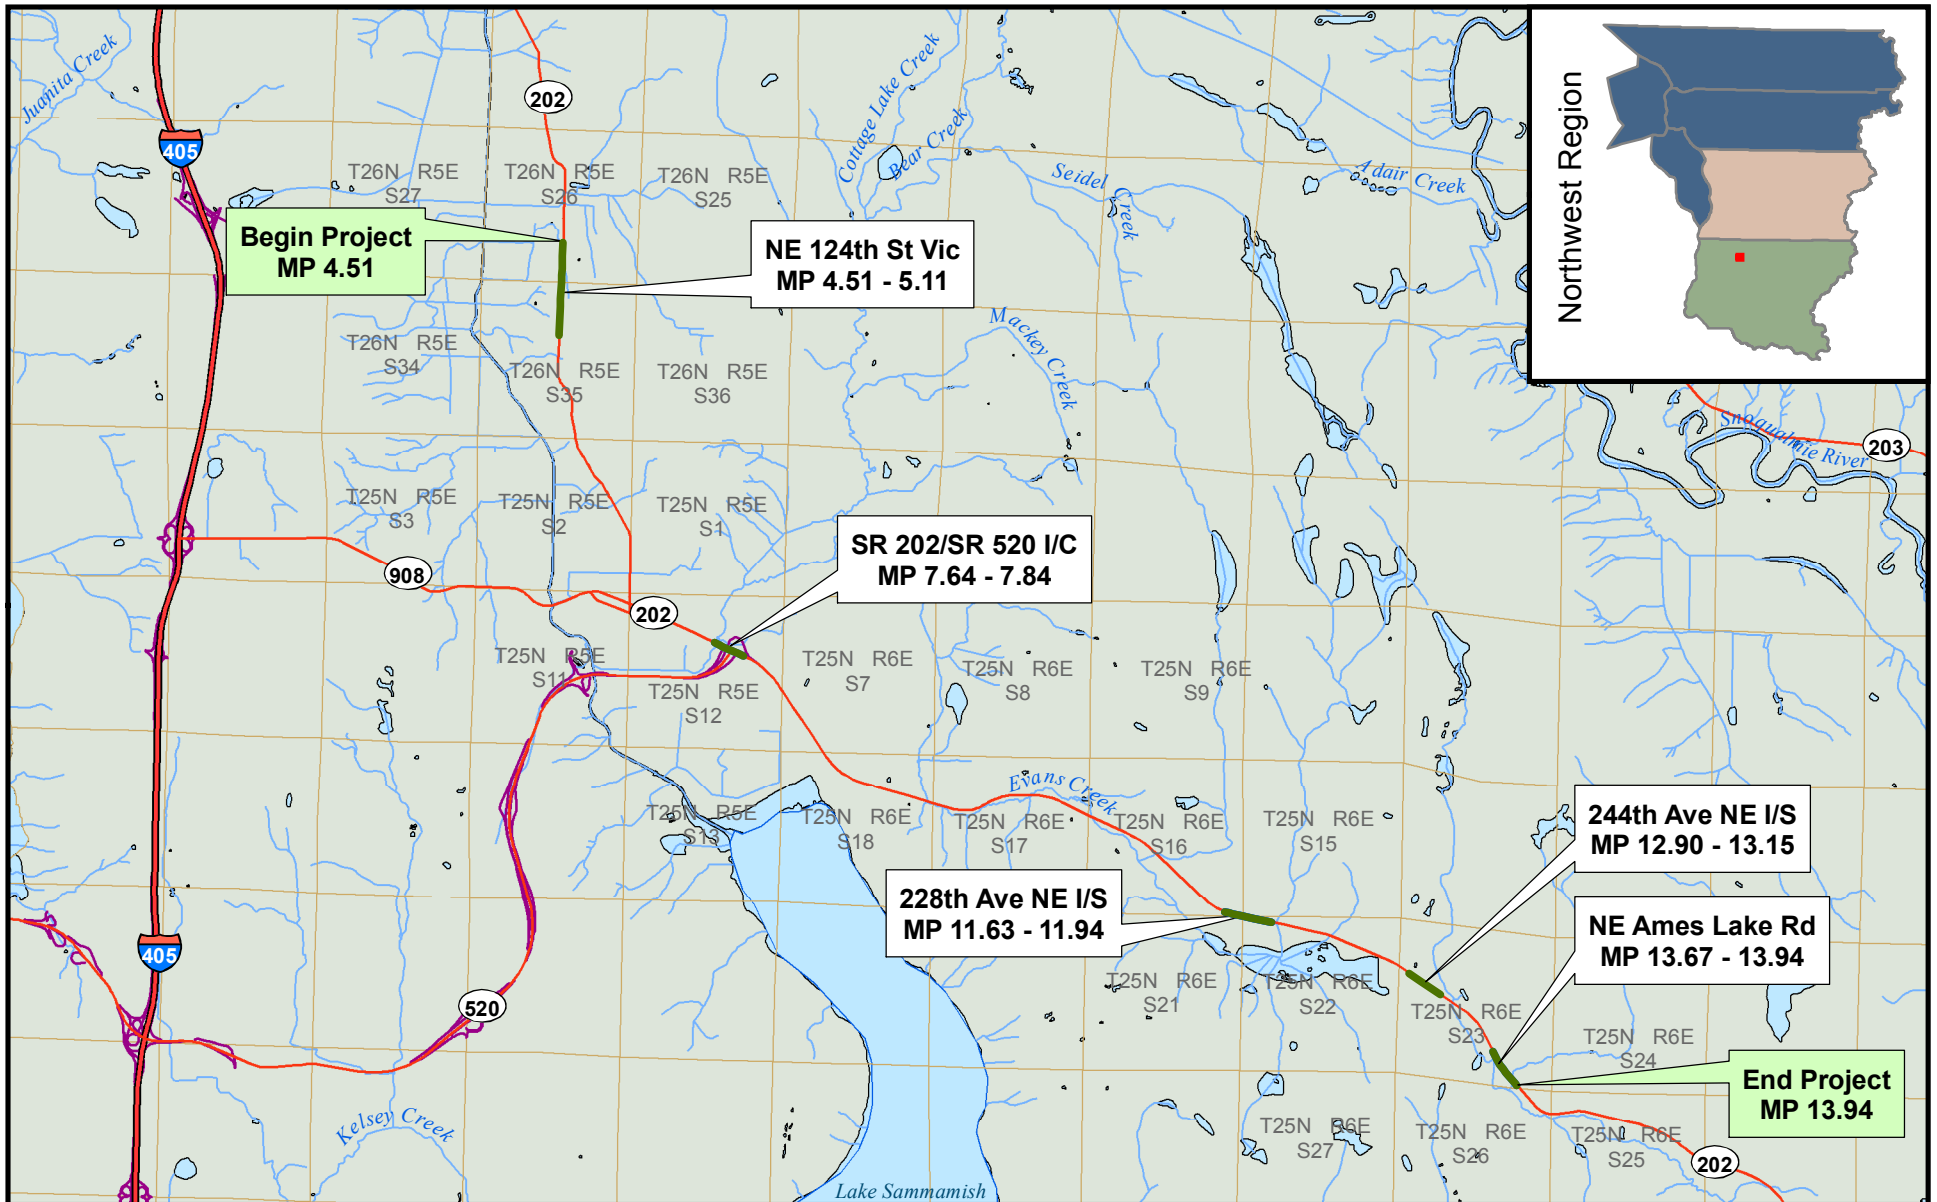 Juanita Creek
405
202
Cottage Lake Creek
Bear Creek
Seidel Creek
Adair Creek
Northwest Region
T26N R5E
S27
T26N R5E
S26
T26N R5E
S25
Begin Project
MP 4.51
NE 124th St Vic
MP 4.51 - 5.11
Mackey Creek
T26N R5E
S34
T26N R5E
S35
T26N R5E
S36
Snoqualmie River
203
T25N R5E
S3
T25N R5E
S2
T25N R5E
S1
SR 202/SR 520 I/C
MP 7.64 - 7.84
908
202
T25N R5E
S11
T25N R5E
S12
T25N R6E
S7
T25N R6E
S8
T25N R6E
S9
Evans Creek
T25N R5E
S13
T25N R6E
S18
T25N R6E
S17
T25N R6E
S16
T25N R6E
S15
244th Ave NE I/S
MP 12.90 - 13.15
228th Ave NE I/S
MP 11.63 - 11.94
NE Ames Lake Rd
MP 13.67 - 13.94
405
520
T25N R6E
S21
T25N R6E
S22
T25N R6E
S23
T25N R6E
S24
End Project
MP 13.94
Kelsey Creek
T25N R6E
S27
T25N R6E
S26
T25N R6E
S25
202
Lake Sammamish